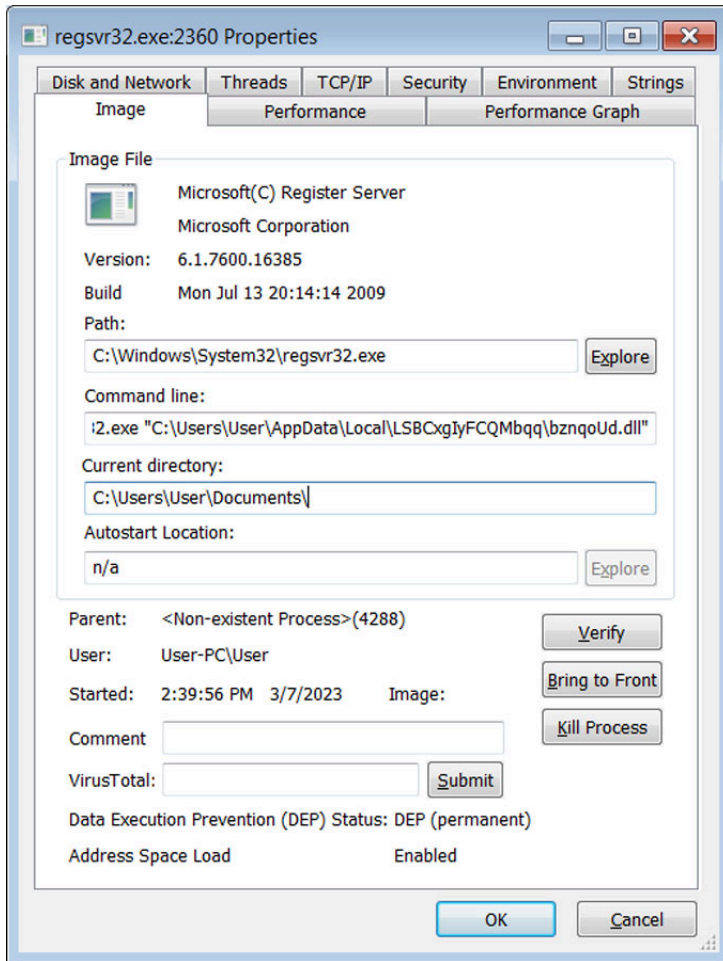 regsvr32.exe:2360 Properties
Disk and Network Threads TCP/IP Security Environment Strings
Image Performance Performance Graph
Image File
Microsoft(C) Register Server
Microsoft Corporation
Version: 6.1.7600.16385
Build Mon Jul 13 20:14:14 2009
Path:
C:\Windows\System32\regsvr32.exe Explore
Command line:
32.exe "C:\Users\User\AppData\Local\LSBCxgIyFCQMbqq\bznqoUd.dll"
Current directory:
C:\Users\User\Documents\
Autostart Location:
n/a Explore
Parent: <Non-existent Process>(4288)
Verify
User: User-PC\User
Bring to Front
Started: 2:39:56 PM 3/7/2023 Image:
Kill Process
Comment
VirusTotal: Submit
Data Execution Prevention (DEP) Status: DEP (permanent)
Address Space Load Enabled
OK Cancel